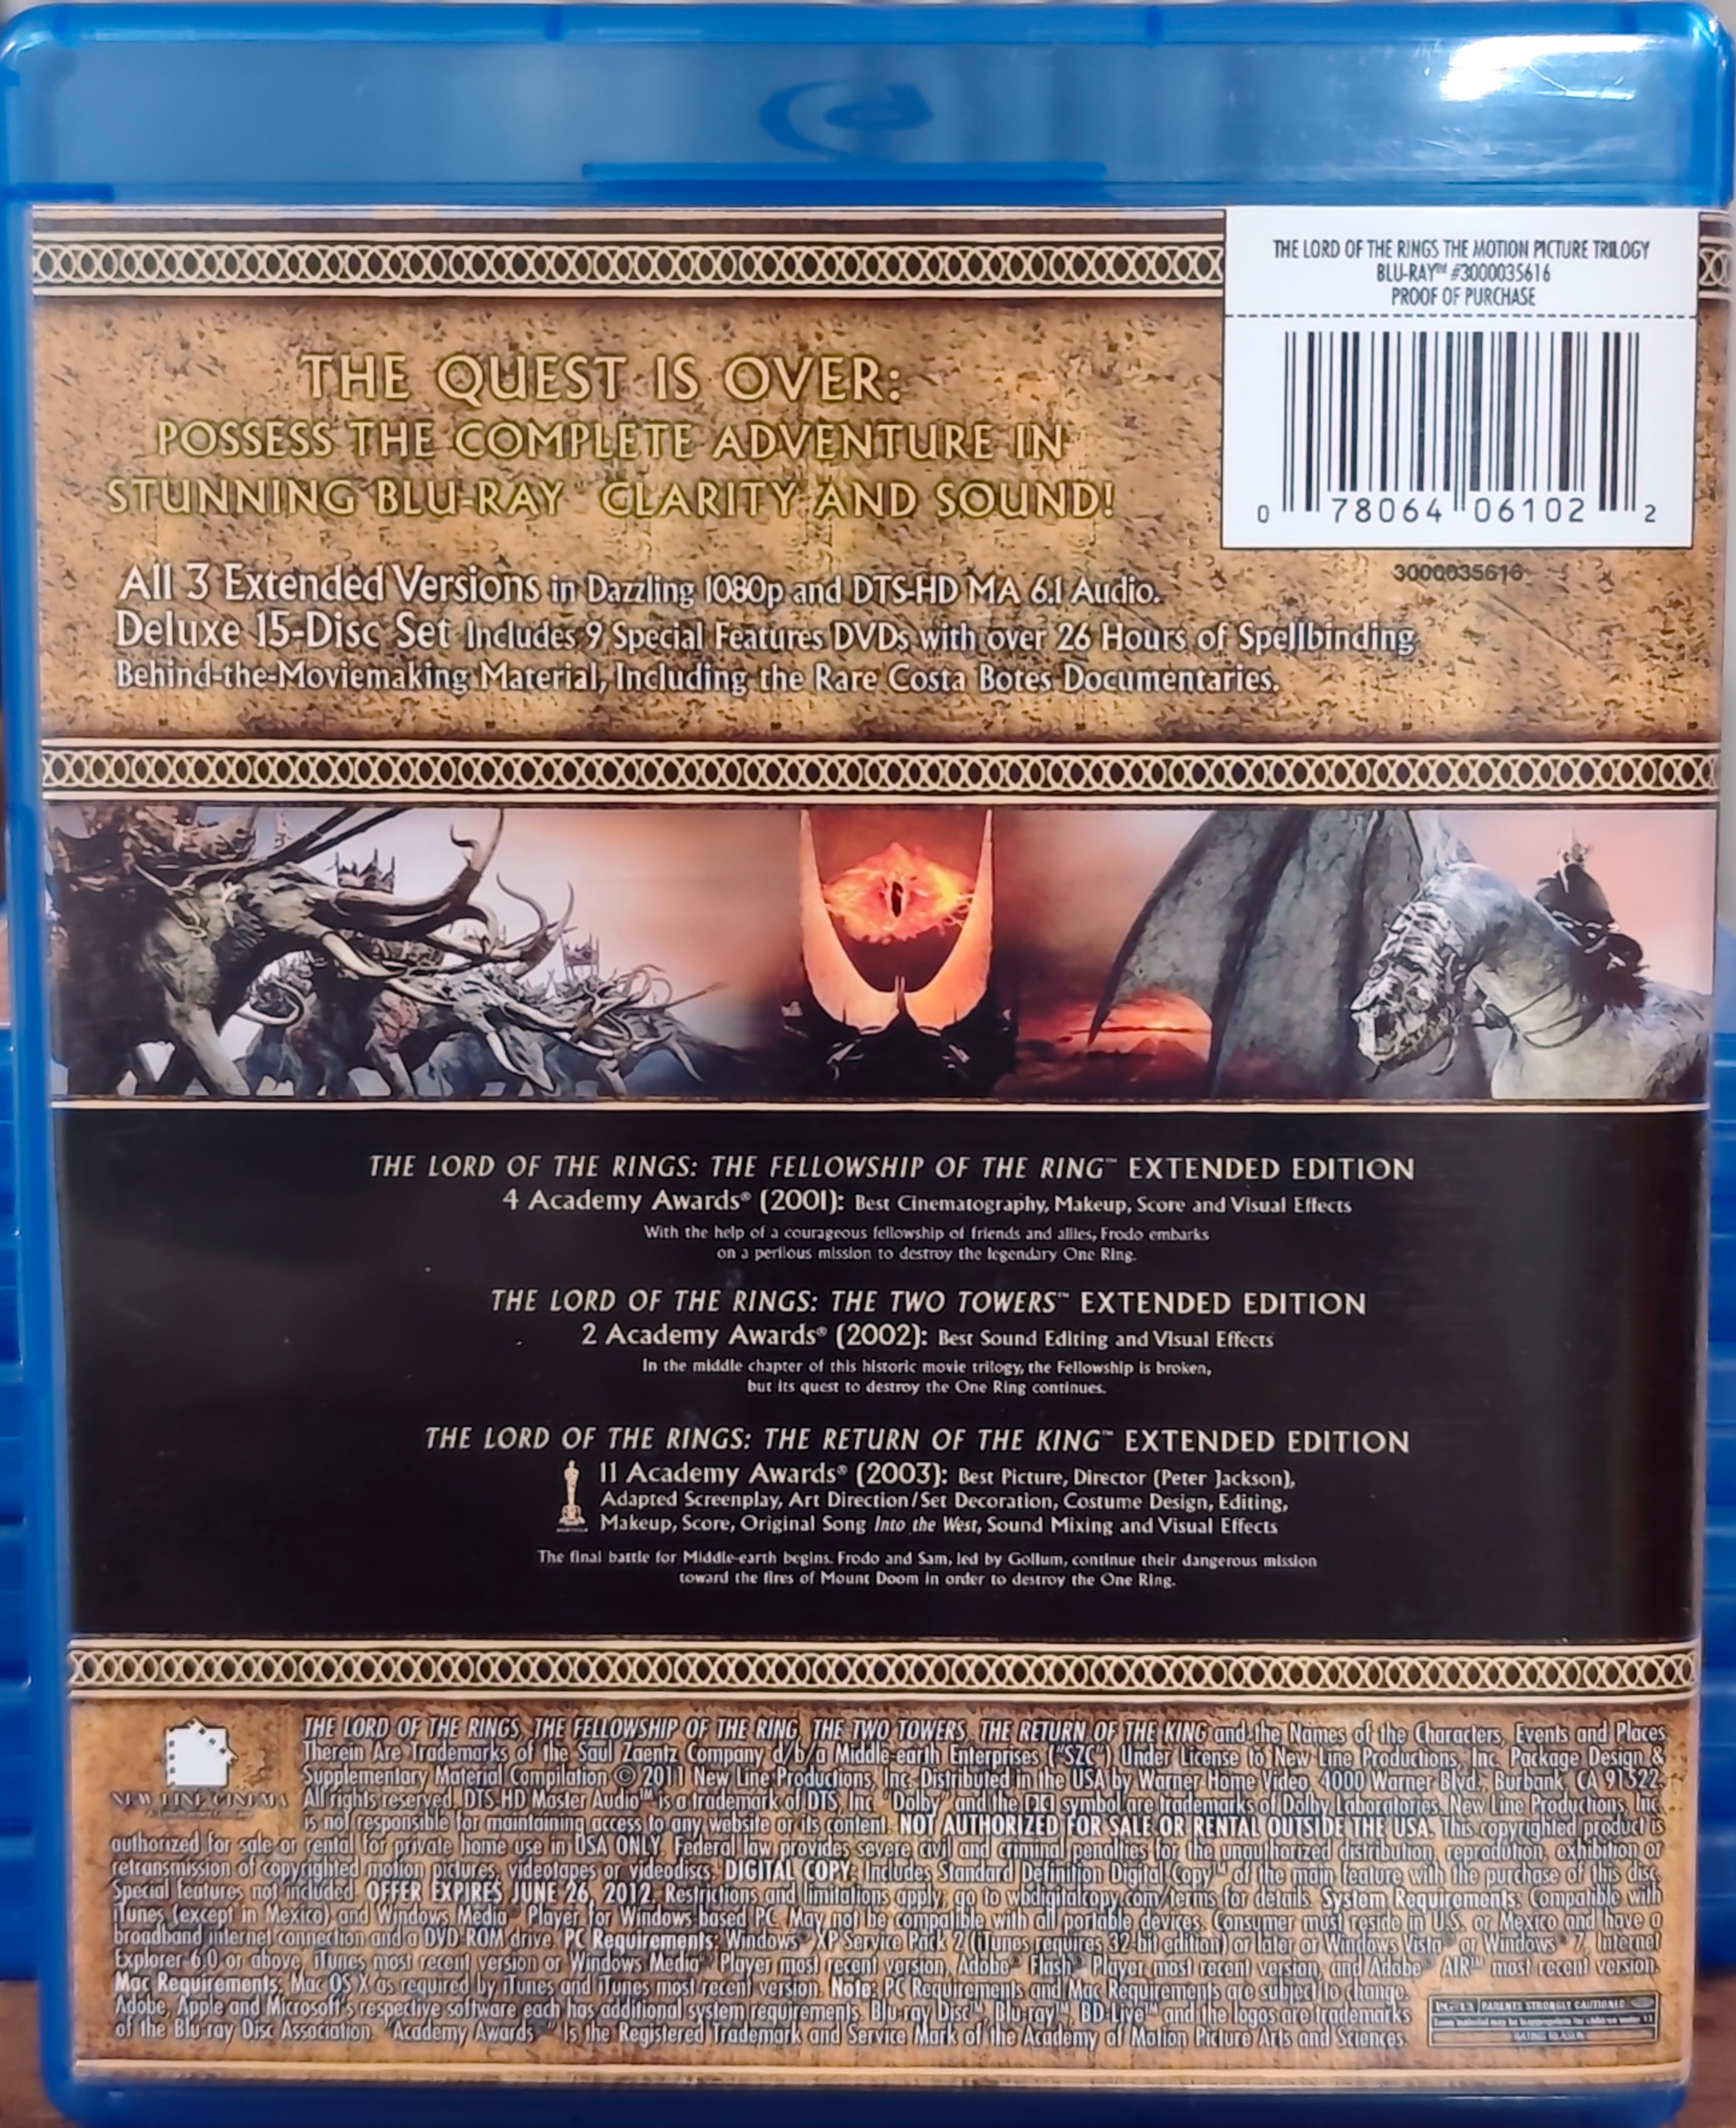 THE LORD OF THE RINGS THE MOTION PICTURE TRILOGY
BLU-RAY™ #3000035616
PROOF OF PURCHASE
0 78064 06102 2
3000035616
THE QUEST IS OVER:
POSSESS THE COMPLETE ADVENTURE IN
STUNNING BLU-RAY CLARITY AND SOUND!
All 3 Extended Versions in Dazzling 1080p and DTS-HD MA 6.1 Audio.
Deluxe 15-Disc Set Includes 9 Special Features DVDs with over 26 Hours of Spellbinding
Behind-the-Moviemaking Material, Including the Rare Costa Botes Documentaries.
THE LORD OF THE RINGS: THE FELLOWSHIP OF THE RING™ EXTENDED EDITION
4 Academy Awards® (2001): Best Cinematography, Makeup, Score and Visual Effects
With the help of a courageous fellowship of friends and allies, Frodo embarks
on a perilous mission to destroy the legendary One Ring.
THE LORD OF THE RINGS: THE TWO TOWERS™ EXTENDED EDITION
2 Academy Awards® (2002): Best Sound Editing and Visual Effects
In the middle chapter of this historic movie trilogy, the Fellowship is broken,
but its quest to destroy the One Ring continues.
THE LORD OF THE RINGS: THE RETURN OF THE KING™ EXTENDED EDITION
11 Academy Awards® (2003): Best Picture, Director (Peter Jackson),
Adapted Screenplay, Art Direction/Set Decoration, Costume Design, Editing,
Makeup, Score, Original Song Into the West, Sound Mixing and Visual Effects
The final battle for Middle-earth begins. Frodo and Sam, led by Gollum, continue their dangerous mission
toward the fires of Mount Doom in order to destroy the One Ring.
NEW LINE CINEMA
THE LORD OF THE RINGS, THE FELLOWSHIP OF THE RING, THE TWO TOWERS, THE RETURN OF THE KING and the Names of the Characters, Events and Places
Therein Are Trademarks of the Saul Zaentz Company d/b/a Middle-earth Enterprises ("SZC") Under License to New Line Productions, Inc. Package Design &
Supplementary Material Compilation © 2011 New Line Productions, Inc. Distributed in the USA by Warner Home Video, 4000 Warner Blvd., Burbank, CA 91522.
All rights reserved. DTS-HD Master Audio™ is a trademark of DTS, Inc. "Dolby" and the symbol are trademarks of Dolby Laboratories. New Line Productions, Inc.
is not responsible for maintaining access to any website or its content. NOT AUTHORIZED FOR SALE OR RENTAL OUTSIDE THE USA. This copyrighted product is
authorized for sale or rental for private home use in USA ONLY. Federal law provides severe civil and criminal penalties for the unauthorized distribution, reprodution, exhibition or
retransmission of copyrighted motion pictures, videotapes or videodiscs. DIGITAL COPY: Includes Standard Definition Digital Copy™ of the main feature with the purchase of this disc.
Special features not included. OFFER EXPIRES JUNE 26, 2012. Restrictions and limitations apply; go to wbdigitalcopy.com/terms for details. System Requirements: Compatible with
iTunes (except in Mexico) and Windows Media® Player for Windows-based PC. May not be compatible with all portable devices. Consumer must reside in U.S. or Mexico and have a
broadband internet connection and a DVD-ROM drive. PC Requirements: Windows® XP Service Pack 2 (iTunes requires 32-bit edition) or later or Windows Vista® or Windows® 7, Internet
Explorer 6.0 or above, iTunes most recent version or Windows Media® Player most recent version, Adobe® Flash® Player most recent version, and Adobe® AIR™ most recent version.
Mac Requirements: Mac OS X as required by iTunes and iTunes most recent version. Note: PC Requirements and Mac Requirements are subject to change.
Adobe, Apple and Microsoft's respective software each has additional system requirements. Blu-ray Disc™, Blu-ray™, BD-Live™ and the logos are trademarks
of the Blu-ray Disc Association. "Academy Awards®" Is the Registered Trademark and Service Mark of the Academy of Motion Picture Arts and Sciences.
PG-13 PARENTS STRONGLY CAUTIONED
Some material may be inappropriate for children under 13